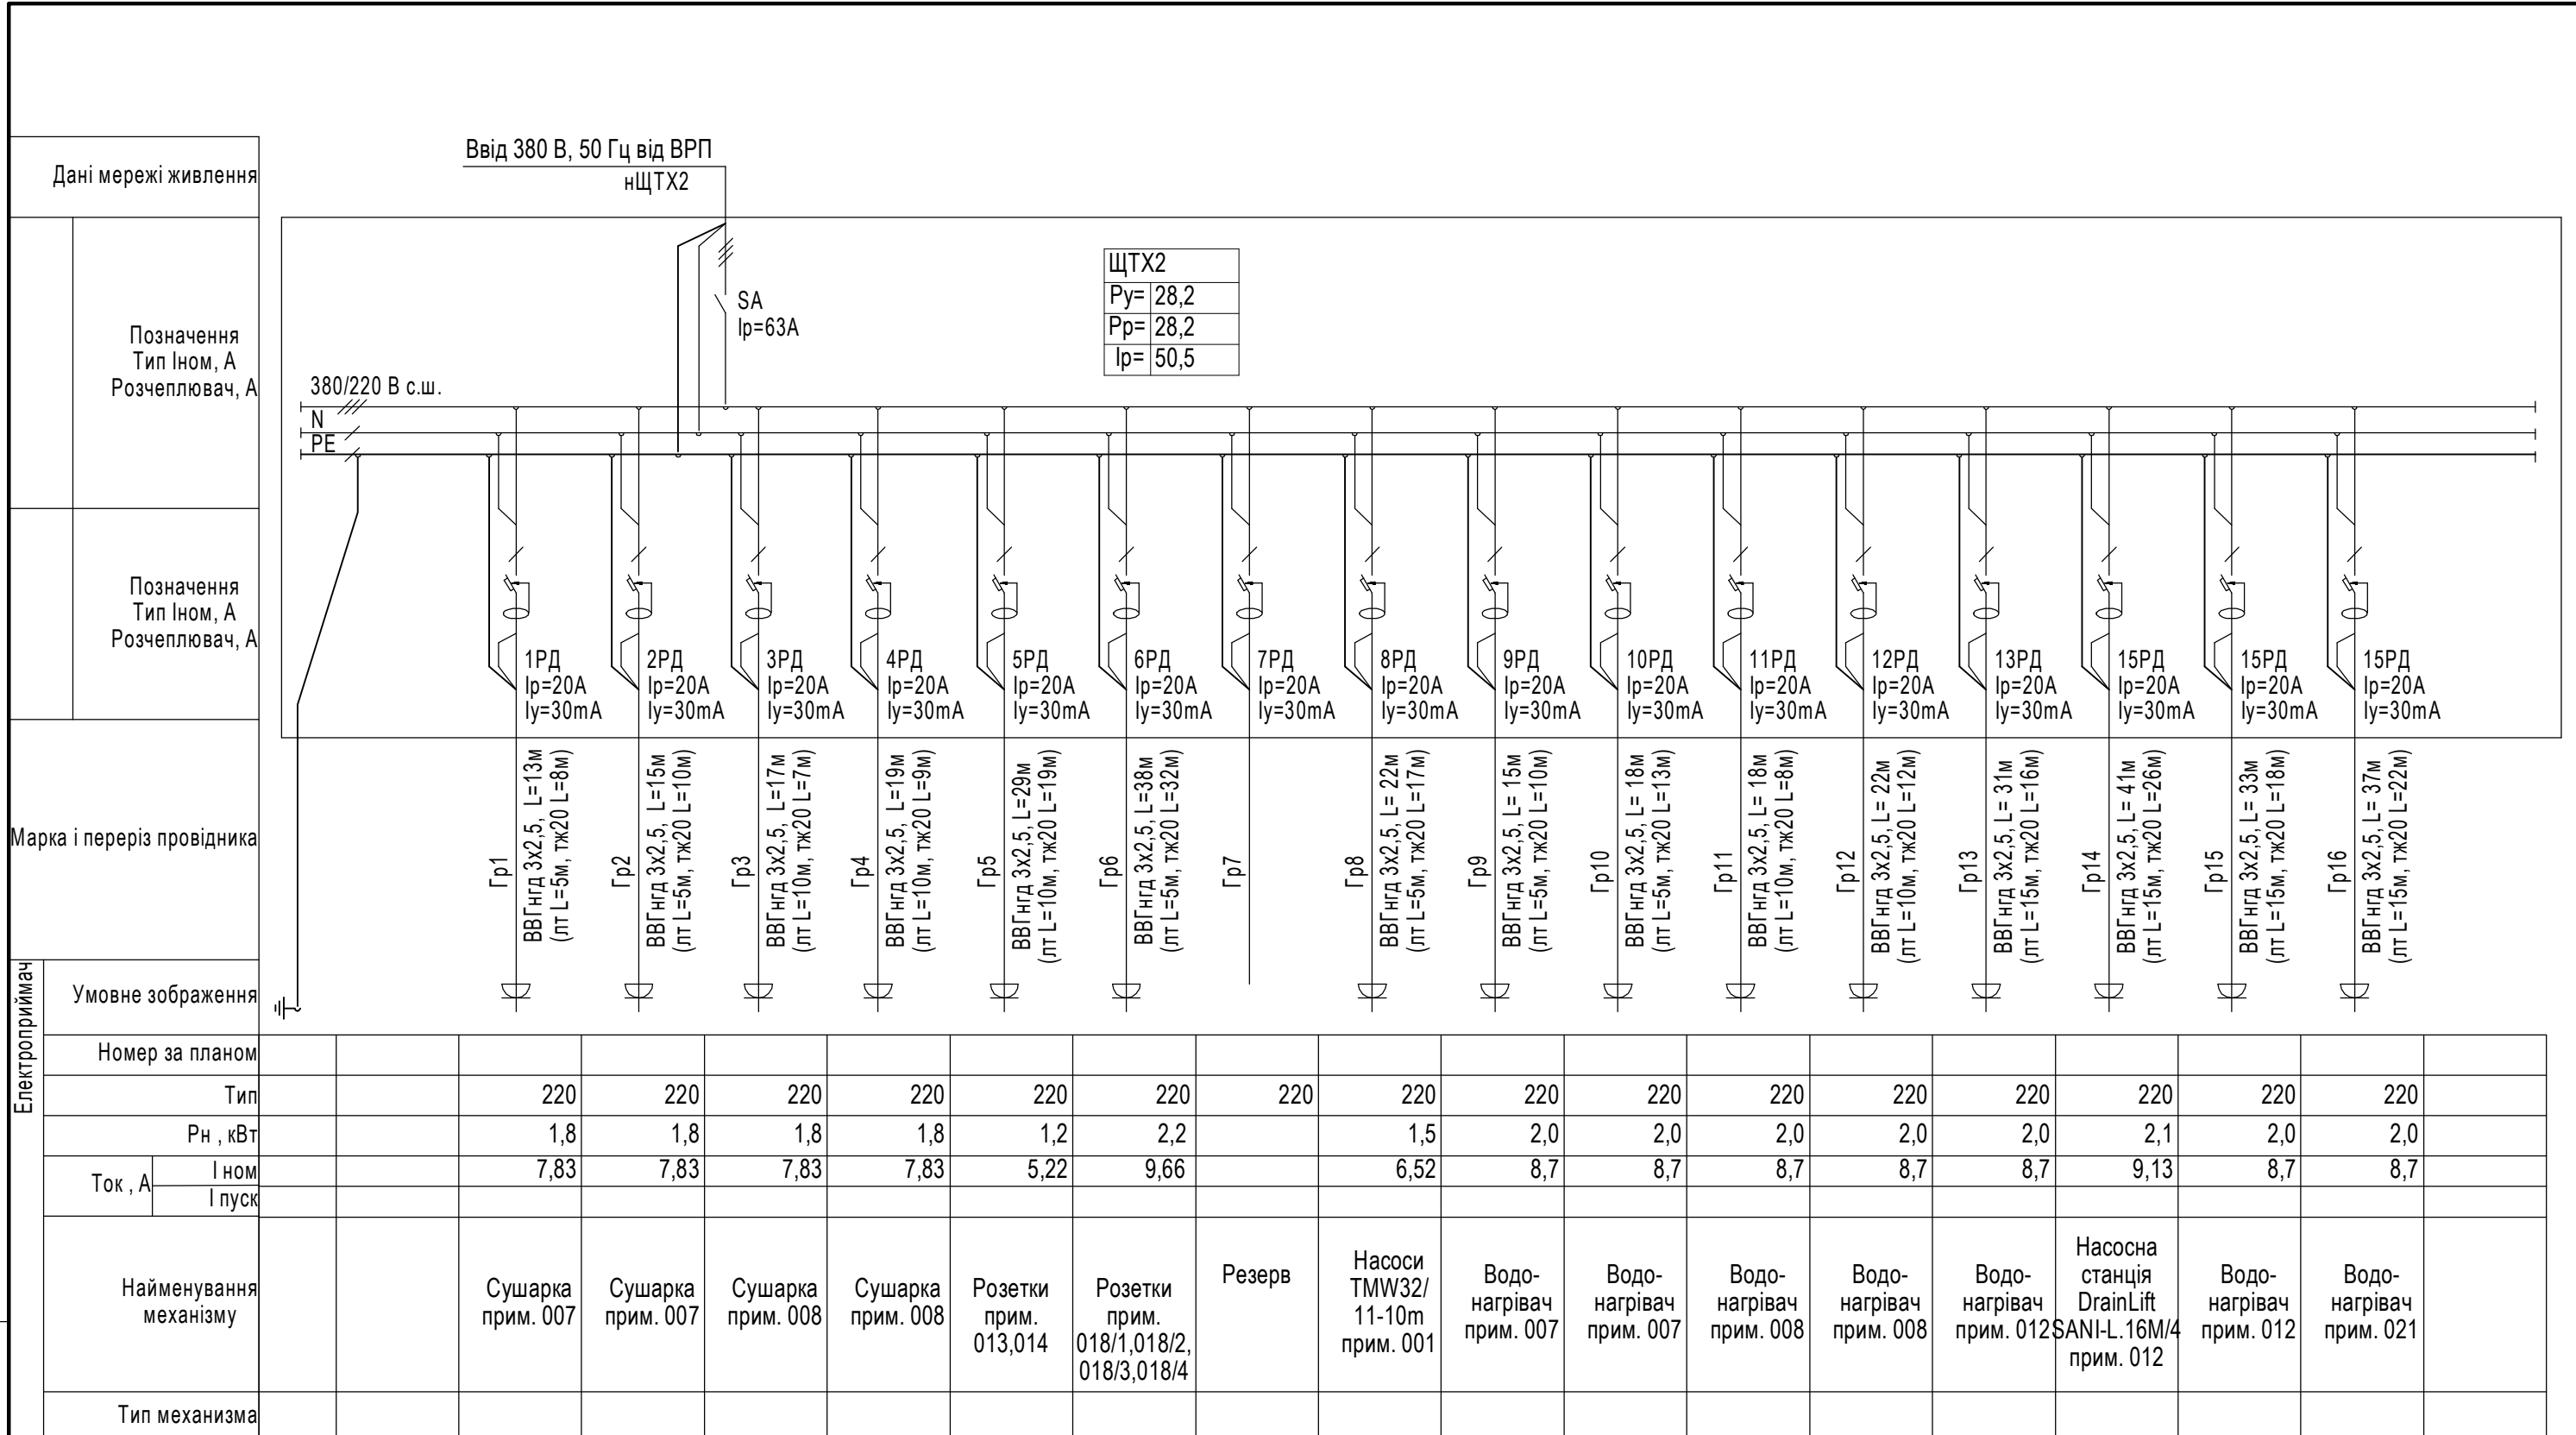 Ввід 380 В, 50 Гц від ВРП
нЩТХ2
Дані мережі живлення
ЩТХ2
Ру= 28,2
Рр= 28,2
Ір= 50,5
SA
Ір=63А
Позначення
Тип Іном, А
Розчеплювач, А
380/220 В с.ш.
N
PE
Позначення
Тип Іном, А
Розчеплювач, А
1РД
Ір=20А
Іу=30mA
2РД
Ір=20А
Іу=30mA
3РД
Ір=20А
Іу=30mA
4РД
Ір=20А
Іу=30mA
5РД
Ір=20А
Іу=30mA
6РД
Ір=20А
Іу=30mA
7РД
Ір=20А
Іу=30mA
8РД
Ір=20А
Іу=30mA
9РД
Ір=20А
Іу=30mA
10РД
Ір=20А
Іу=30mA
11РД
Ір=20А
Іу=30mA
12РД
Ір=20А
Іу=30mA
13РД
Ір=20А
Іу=30mA
15РД
Ір=20А
Іу=30mA
15РД
Ір=20А
Іу=30mA
15РД
Ір=20А
Іу=30mA
Марка і переріз провідника
Гр1
ВВГнгд 3х2,5, L=13м
(лт L=5м, тж20 L=8м)
Гр2
ВВГнгд 3х2,5, L=15м
(лт L=5м, тж20 L=10м)
Гр3
ВВГнгд 3х2,5, L=17м
(лт L=10м, тж20 L=7м)
Гр4
ВВГнгд 3х2,5, L=19м
(лт L=10м, тж20 L=9м)
Гр5
ВВГнгд 3х2,5, L=29м
(лт L=10м, тж20 L=19м)
Гр6
ВВГнгд 3х2,5, L=38м
(лт L=5м, тж20 L=32м)
Гр7
Гр8
ВВГнгд 3х2,5, L= 22м
(лт L=5м, тж20 L=17м)
Гр9
ВВГнгд 3х2,5, L= 15м
(лт L=5м, тж20 L=10м)
Гр10
ВВГнгд 3х2,5, L= 18м
(лт L=5м, тж20 L=13м)
Гр11
ВВГнгд 3х2,5, L= 18м
(лт L=10м, тж20 L=8м)
Гр12
ВВГнгд 3х2,5, L= 22м
(лт L=10м, тж20 L=12м)
Гр13
ВВГнгд 3х2,5, L= 31м
(лт L=15м, тж20 L=16м)
Гр14
ВВГнгд 3х2,5, L= 41м
(лт L=15м, тж20 L=26м)
Гр15
ВВГнгд 3х2,5, L= 33м
(лт L=15м, тж20 L=18м)
Гр16
ВВГнгд 3х2,5, L= 37м
(лт L=15м, тж20 L=22м)
Електроприймач
Умовне зображення
Номер за планом
Тип 220 220 220 220 220 220 220 220 220 220 220 220 220 220 220 220
Рн , кВт 1,8 1,8 1,8 1,8 1,2 2,2 1,5 2,0 2,0 2,0 2,0 2,0 2,1 2,0 2,0
Ток , А
І ном 7,83 7,83 7,83 7,83 5,22 9,66 6,52 8,7 8,7 8,7 8,7 8,7 9,13 8,7 8,7
І пуск
Найменування
механізму
Сушарка
прим. 007
Сушарка
прим. 007
Сушарка
прим. 008
Сушарка
прим. 008
Розетки
прим.
013,014
Розетки
прим.
018/1,018/2,
018/3,018/4
Резерв
Насоси
TMW32/
11-10m
прим. 001
Водо-
нагрівач
прим. 007
Водо-
нагрівач
прим. 007
Водо-
нагрівач
прим. 008
Водо-
нагрівач
прим. 008
Водо-
нагрівач
прим. 012
Насосна
станція
DrainLift
SANI-L.16M/4
прим. 012
Водо-
нагрівач
прим. 012
Водо-
нагрівач
прим. 021
Тип механизма